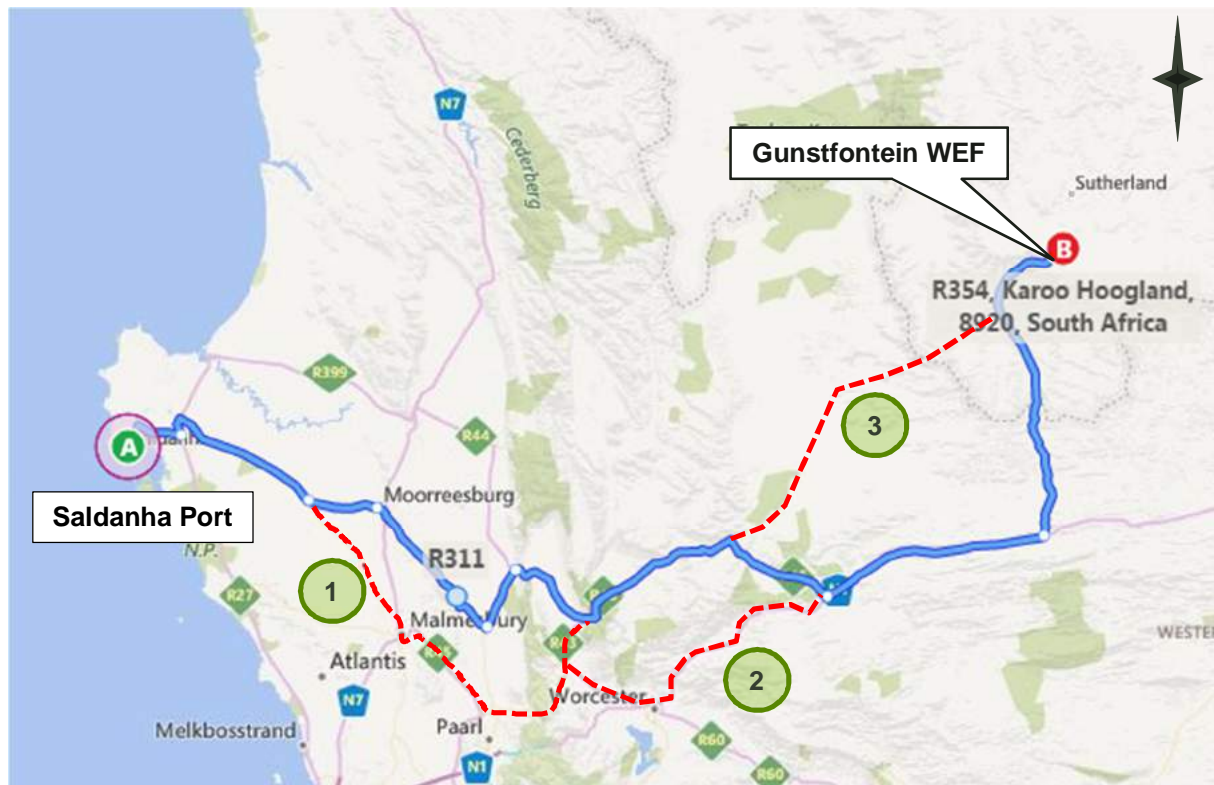 N7
Cederberg
Gunstfontein WEF
Sutherland
B
R354, Karoo Hoogland,
8920, South Africa
R399
3
A
R44
Moorreesburg
Saldanha Port
N.P.
R311
R27
1
Malmesbury
WESTER
Atlantis
2
N7
Worcester
Melkbosstrand
Paarl
R60
N1
R60